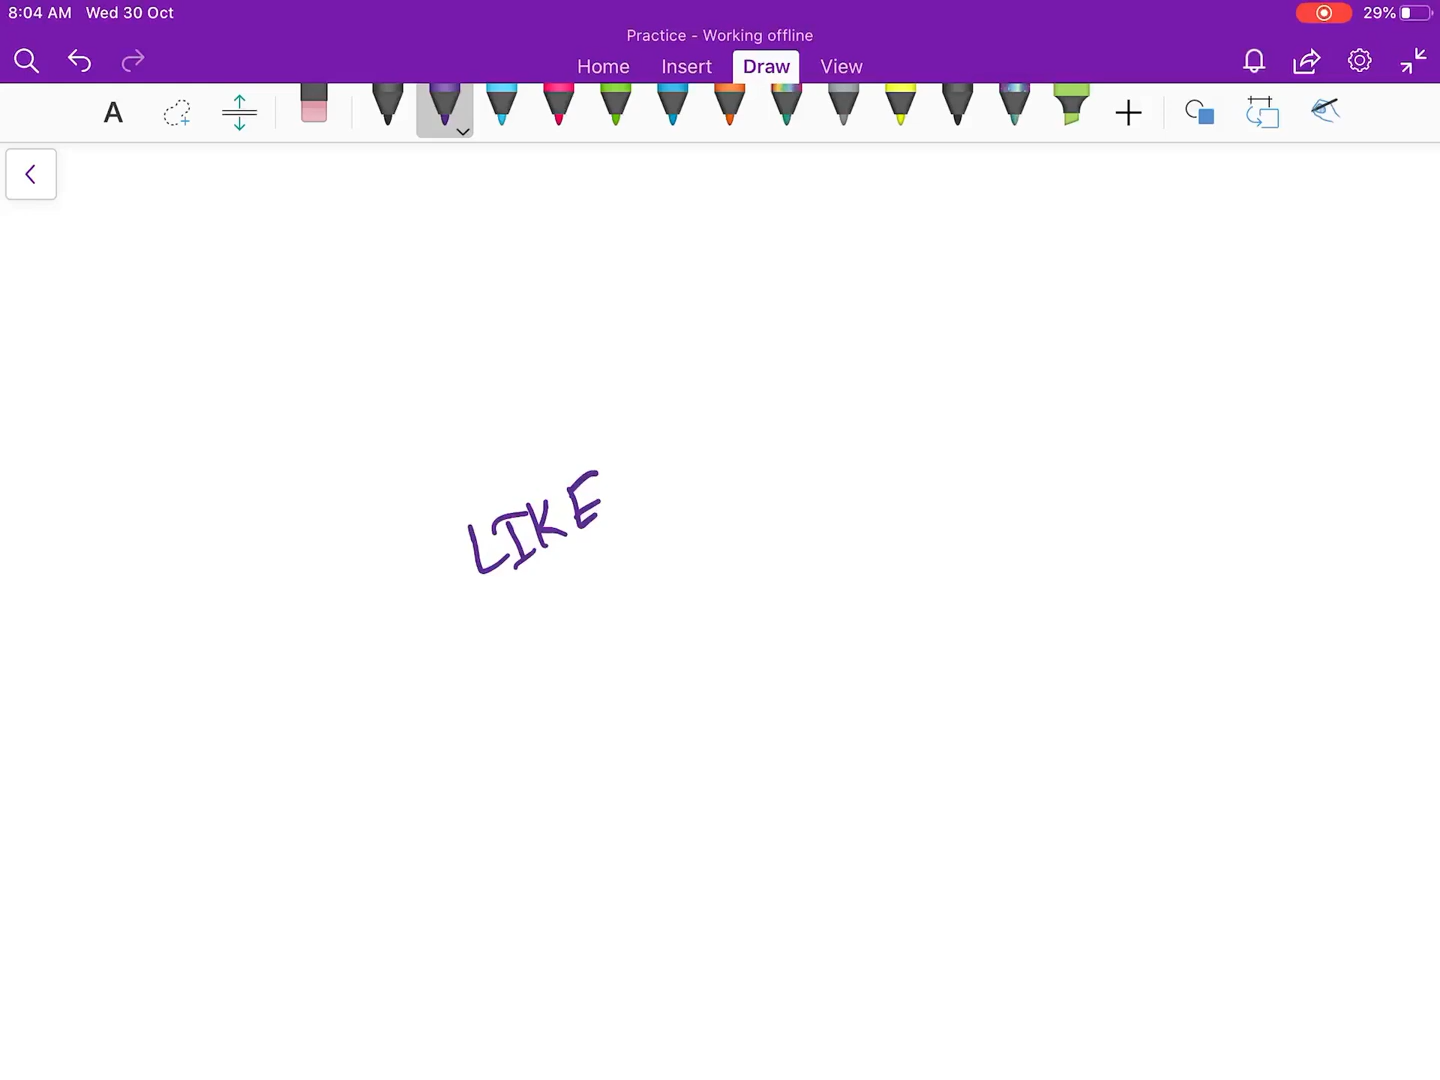 8:04 AM Wed 30 Oct 29%
Practice - Working offline
Home Insert Draw View
A
LIKE